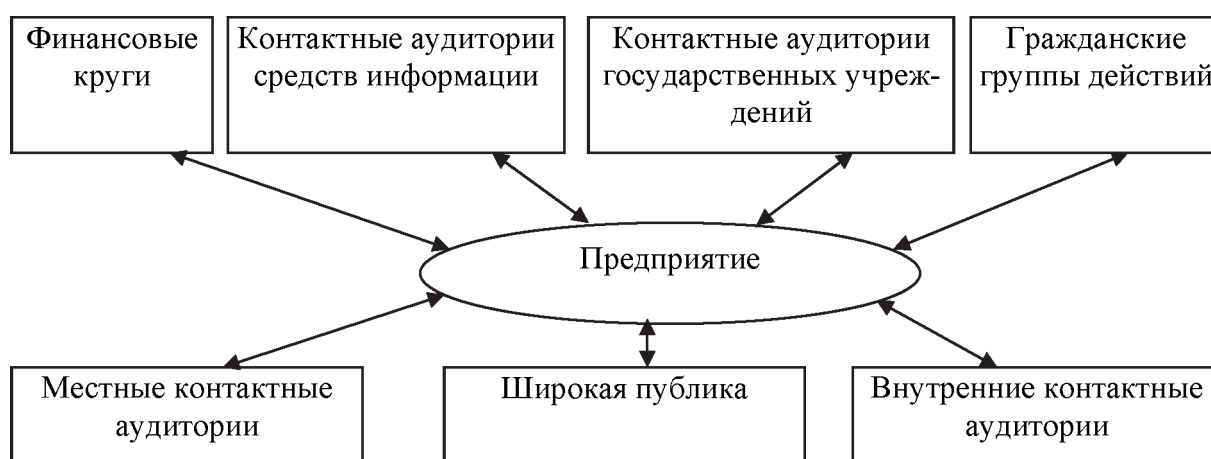 Финансовые
круги
Контактные аудитории
средств информации
Контактные аудитории
государственных учреж-
дений
Гражданские
группы действий
Предприятие
Местные контактные
аудитории
Широкая публика
Внутренние контактные
аудитории